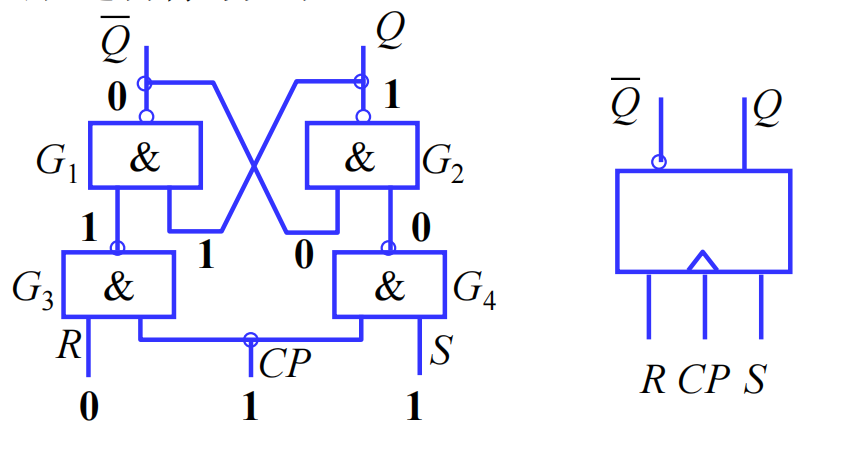 Q̅ Q
0 1
G₁ & & G₂
1 1 0 0
G₃ & & G₄
R CP S
0 1 1
Q̅ Q
R CP S